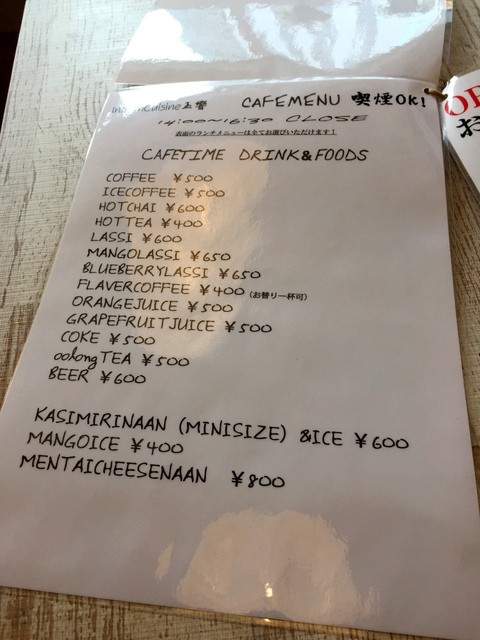 Cuisine
CAFEMENU 喫煙OK!
14:00～16:30 CLOSE
表面のランチメニューは全てお選びいただけます！
CAFETIME DRINK&FOODS
COFFEE ￥500
ICECOFFEE ￥500
HOTCHAI ￥600
HOTTEA ￥400
LASSI ￥600
MANGOLASSI ￥650
BLUEBERRYLASSI ￥650
FLAVERCOFFEE ￥400 (お替り一杯可)
ORANGEJUICE ￥500
GRAPEFRUITJUICE ￥500
COKE ￥500
oolong TEA ￥500
BEER ￥600
KASIMIRINAAN (MINISIZE) &ICE ￥600
MANGOICE ￥400
MENTAICHEESENAAN ￥800